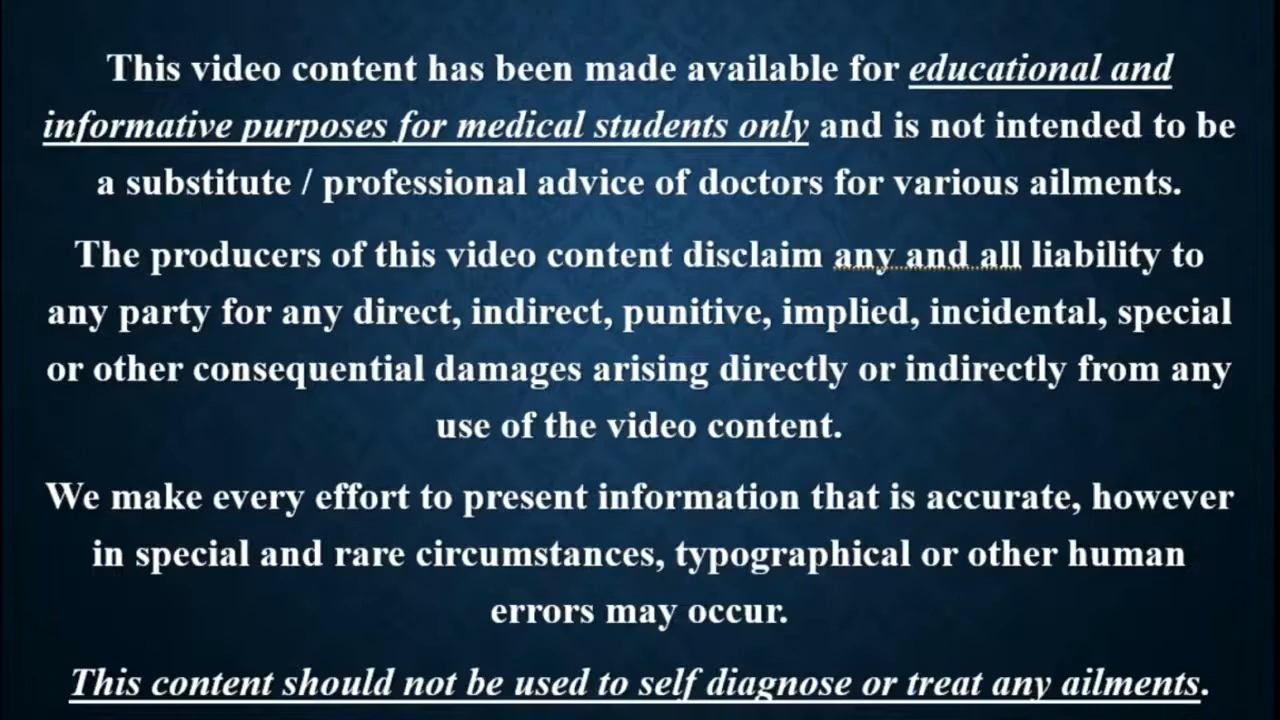 This video content has been made available for educational and
informative purposes for medical students only and is not intended to be
a substitute / professional advice of doctors for various ailments.
The producers of this video content disclaim any and all liability to
any party for any direct, indirect, punitive, implied, incidental, special
or other consequential damages arising directly or indirectly from any
use of the video content.
We make every effort to present information that is accurate, however
in special and rare circumstances, typographical or other human
errors may occur.
This content should not be used to self diagnose or treat any ailments.